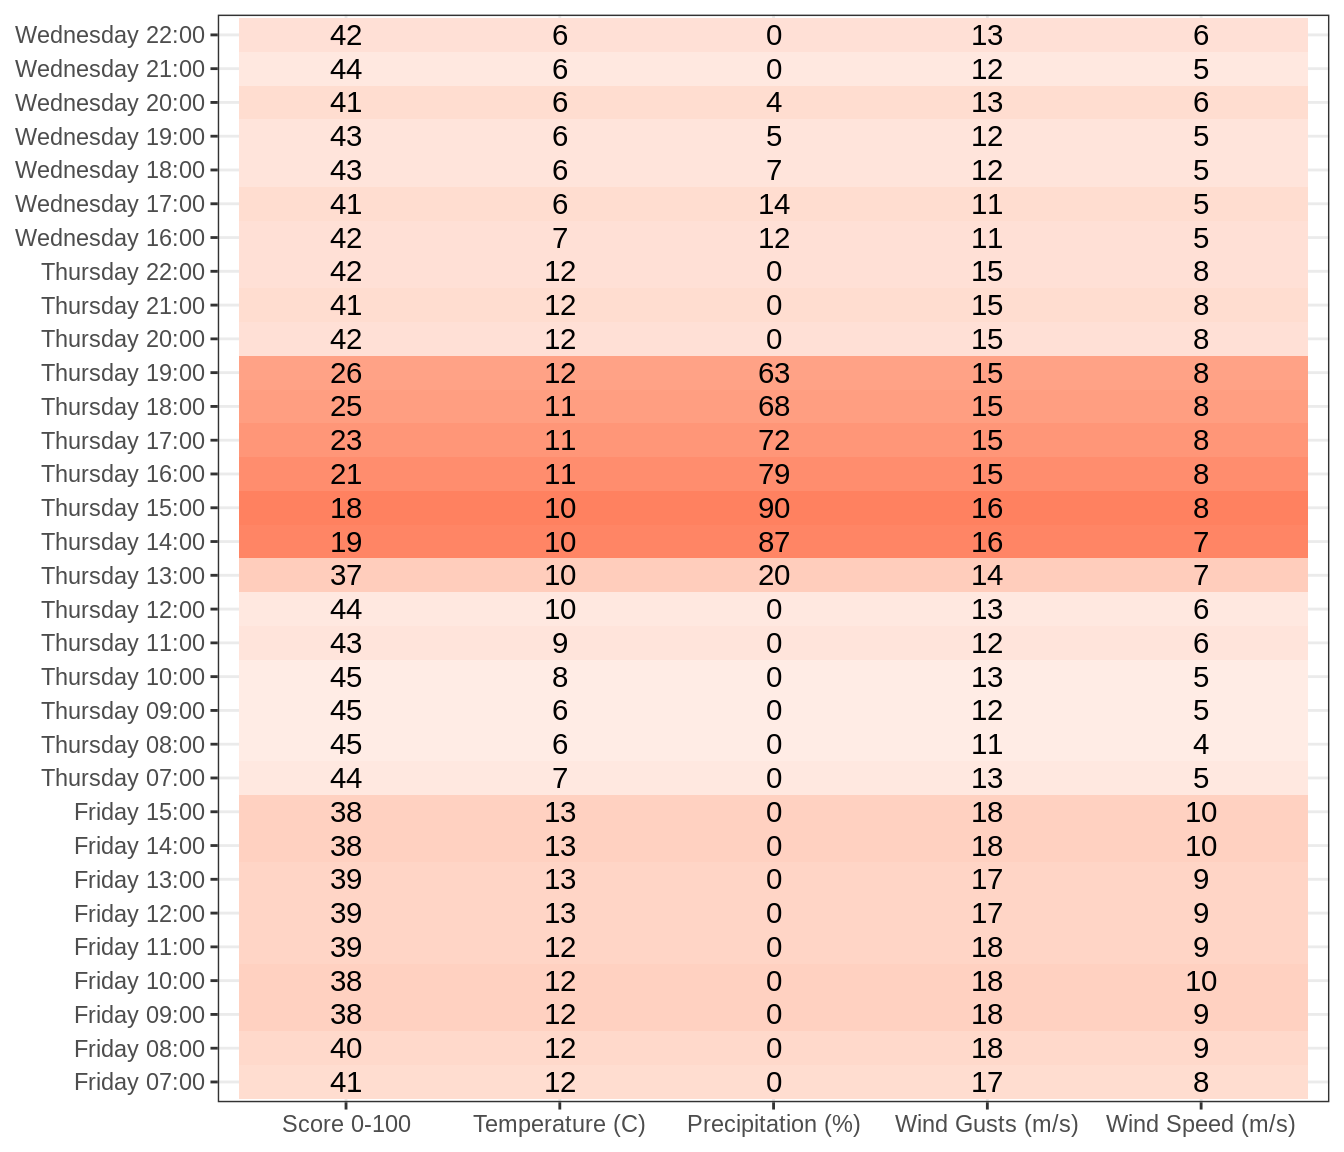 Wednesday 22:00 42 6 0 13 6
Wednesday 21:00 44 6 0 12 5
Wednesday 20:00 41 6 4 13 6
Wednesday 19:00 43 6 5 12 5
Wednesday 18:00 43 6 7 12 5
Wednesday 17:00 41 6 14 11 5
Wednesday 16:00 42 7 12 11 5
Thursday 22:00 42 12 0 15 8
Thursday 21:00 41 12 0 15 8
Thursday 20:00 42 12 0 15 8
Thursday 19:00 26 12 63 15 8
Thursday 18:00 25 11 68 15 8
Thursday 17:00 23 11 72 15 8
Thursday 16:00 21 11 79 15 8
Thursday 15:00 18 10 90 16 8
Thursday 14:00 19 10 87 16 7
Thursday 13:00 37 10 20 14 7
Thursday 12:00 44 10 0 13 6
Thursday 11:00 43 9 0 12 6
Thursday 10:00 45 8 0 13 5
Thursday 09:00 45 6 0 12 5
Thursday 08:00 45 6 0 11 4
Thursday 07:00 44 7 0 13 5
Friday 15:00 38 13 0 18 10
Friday 14:00 38 13 0 18 10
Friday 13:00 39 13 0 17 9
Friday 12:00 39 13 0 17 9
Friday 11:00 39 12 0 18 9
Friday 10:00 38 12 0 18 10
Friday 09:00 38 12 0 18 9
Friday 08:00 40 12 0 18 9
Friday 07:00 41 12 0 17 8
Score 0-100 Temperature (C) Precipitation (%) Wind Gusts (m/s) Wind Speed (m/s)